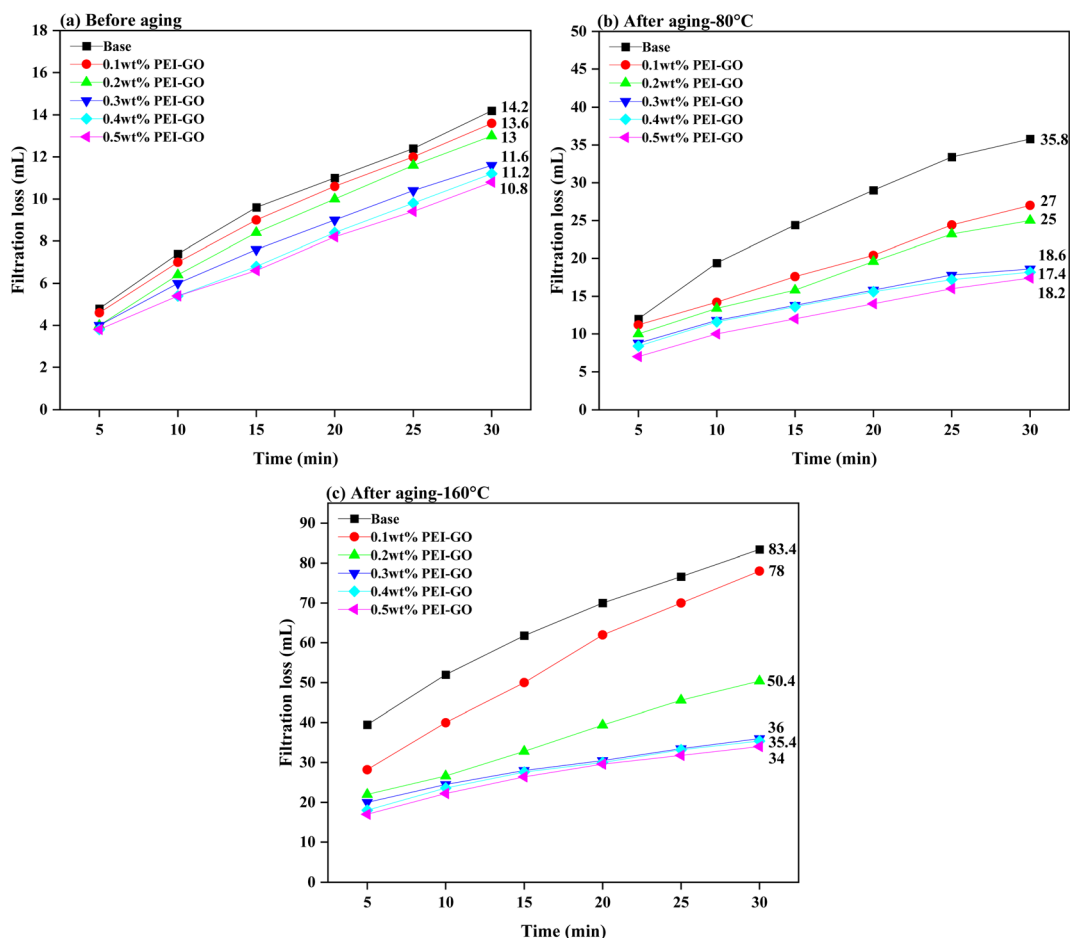 (a) Before aging
Base
0.1wt% PEI-GO
0.2wt% PEI-GO
0.3wt% PEI-GO
0.4wt% PEI-GO
0.5wt% PEI-GO
14.2
13.6
13
11.6
11.2
10.8
18
16
14
12
10
8
6
4
2
0
Filtration loss (mL)
5 10 15 20 25 30
Time (min)
(b) After aging-80°C
Base
0.1wt% PEI-GO
0.2wt% PEI-GO
0.3wt% PEI-GO
0.4wt% PEI-GO
0.5wt% PEI-GO
35.8
27
25
18.6
17.4
18.2
50
45
40
35
30
25
20
15
10
5
0
Filtration loss (mL)
5 10 15 20 25 30
Time (min)
(c) After aging-160°C
Base
0.1wt% PEI-GO
0.2wt% PEI-GO
0.3wt% PEI-GO
0.4wt% PEI-GO
0.5wt% PEI-GO
83.4
78
50.4
36
35.4
34
90
80
70
60
50
40
30
20
10
0
Filtration loss (mL)
5 10 15 20 25 30
Time (min)